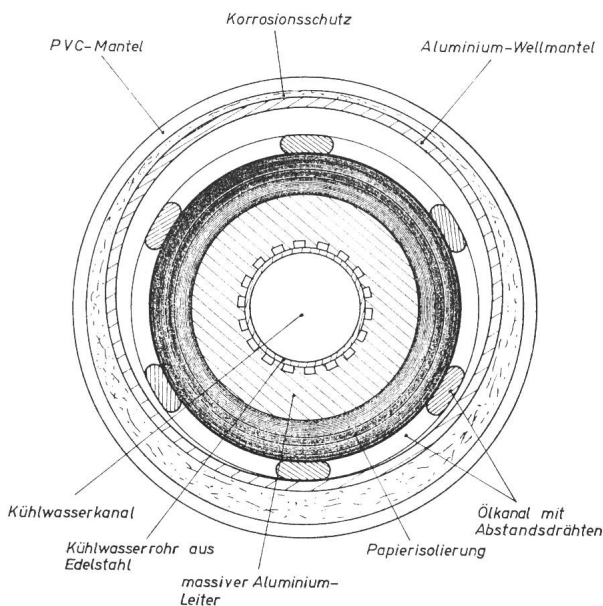 Korrosionsschutz
PVC-Mantel
Aluminium-Wellmantel
Kühlwasserkanal
Kühlwasserrohr aus
Edelstahl
massiver Aluminium-
Leiter
Papierisolierung
Ölkanal mit
Abstandsdrähten